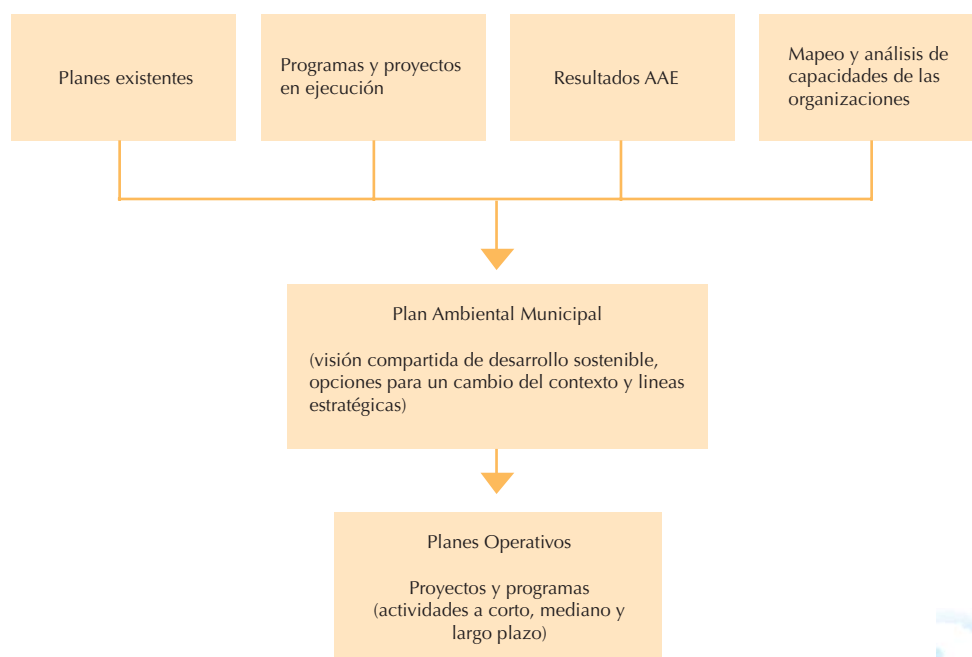 Planes existentes
Programas y proyectos
en ejecución
Resultados AAE
Mapeo y análisis de
capacidades de las
organizaciones
Plan Ambiental Municipal
(visión compartida de desarrollo sostenible,
opciones para un cambio del contexto y lineas
estratégicas)
Planes Operativos
Proyectos y programas
(actividades a corto, mediano y
largo plazo)